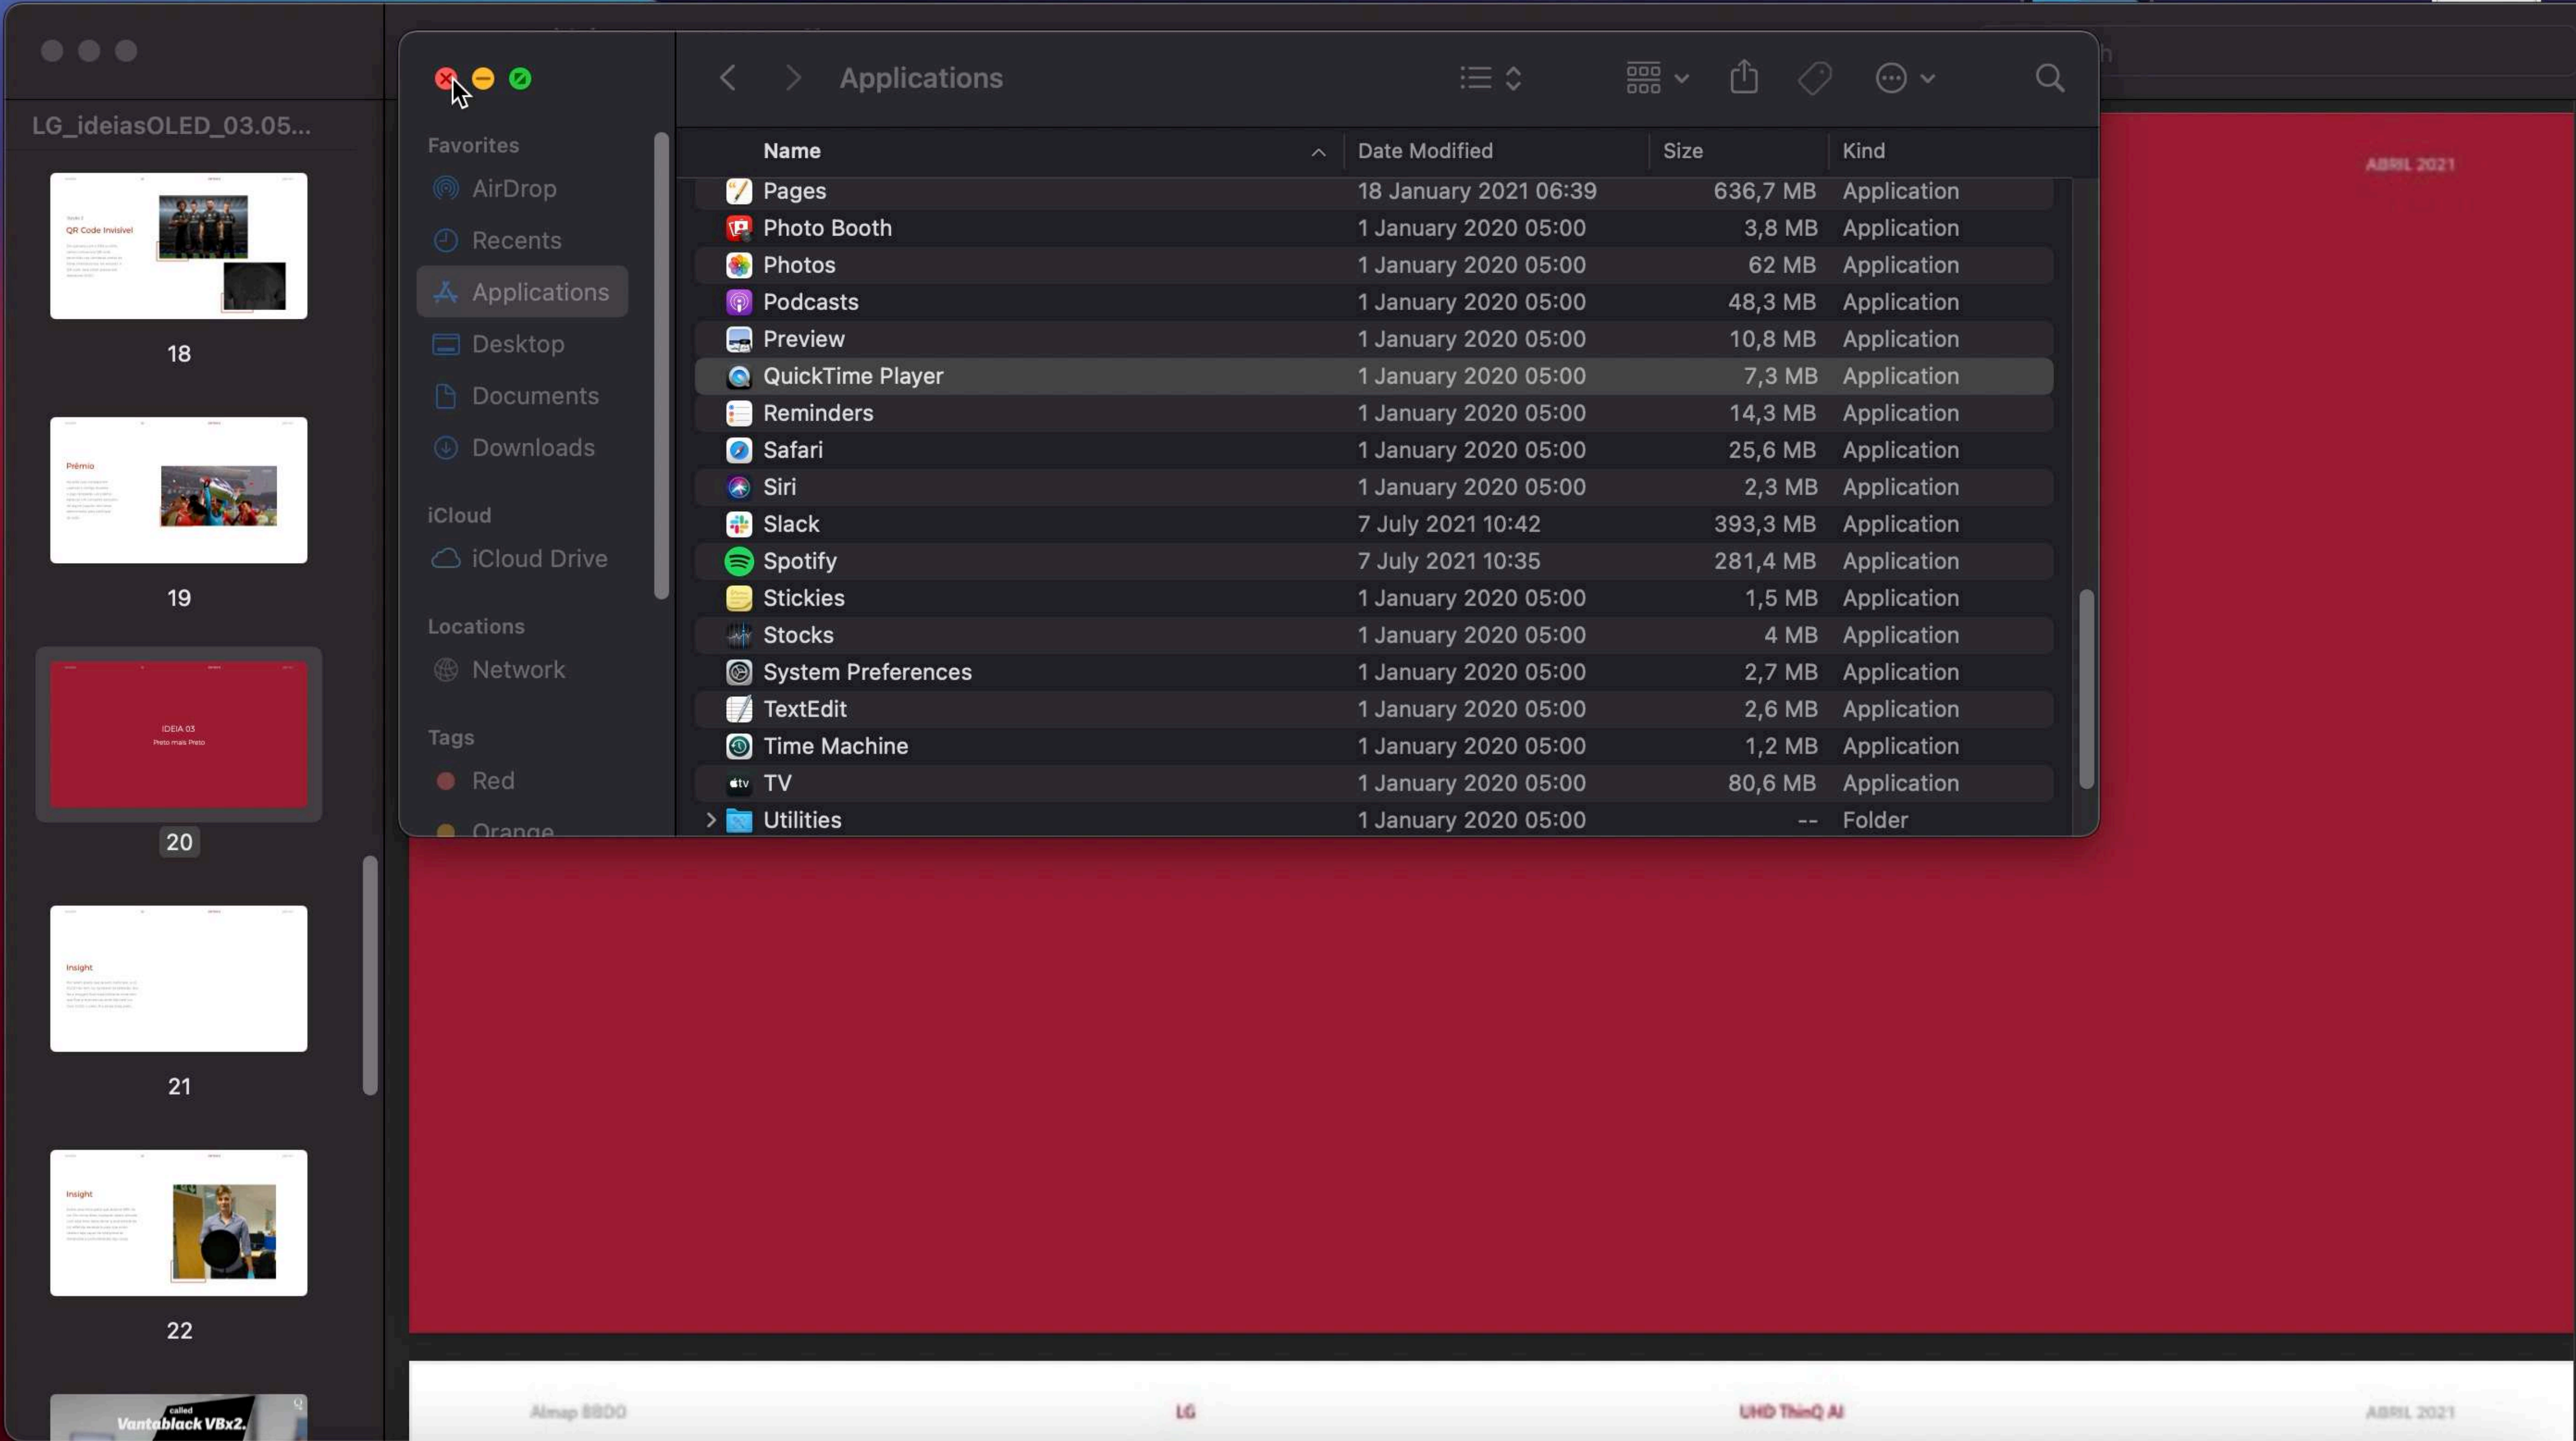 LG_ideiasOLED_03.05...
QR Code Invisível
18
Prêmio
19
IDEIA 03
Preto mais Preto
20
Insight
21
Insight
22
called
Vantablack VBx2.
Favorites
AirDrop
Recents
Applications
Desktop
Documents
Downloads
iCloud
iCloud Drive
Locations
Network
Tags
Red
Orange
Applications
Name Date Modified Size Kind
Pages 18 January 2021 06:39 636,7 MB Application
Photo Booth 1 January 2020 05:00 3,8 MB Application
Photos 1 January 2020 05:00 62 MB Application
Podcasts 1 January 2020 05:00 48,3 MB Application
Preview 1 January 2020 05:00 10,8 MB Application
QuickTime Player 1 January 2020 05:00 7,3 MB Application
Reminders 1 January 2020 05:00 14,3 MB Application
Safari 1 January 2020 05:00 25,6 MB Application
Siri 1 January 2020 05:00 2,3 MB Application
Slack 7 July 2021 10:42 393,3 MB Application
Spotify 7 July 2021 10:35 281,4 MB Application
Stickies 1 January 2020 05:00 1,5 MB Application
Stocks 1 January 2020 05:00 4 MB Application
System Preferences 1 January 2020 05:00 2,7 MB Application
TextEdit 1 January 2020 05:00 2,6 MB Application
Time Machine 1 January 2020 05:00 1,2 MB Application
tv TV 1 January 2020 05:00 80,6 MB Application
Utilities 1 January 2020 05:00 -- Folder
ABRIL 2021
Almap BBDO LG UHD ThinQ AI ABRIL 2021